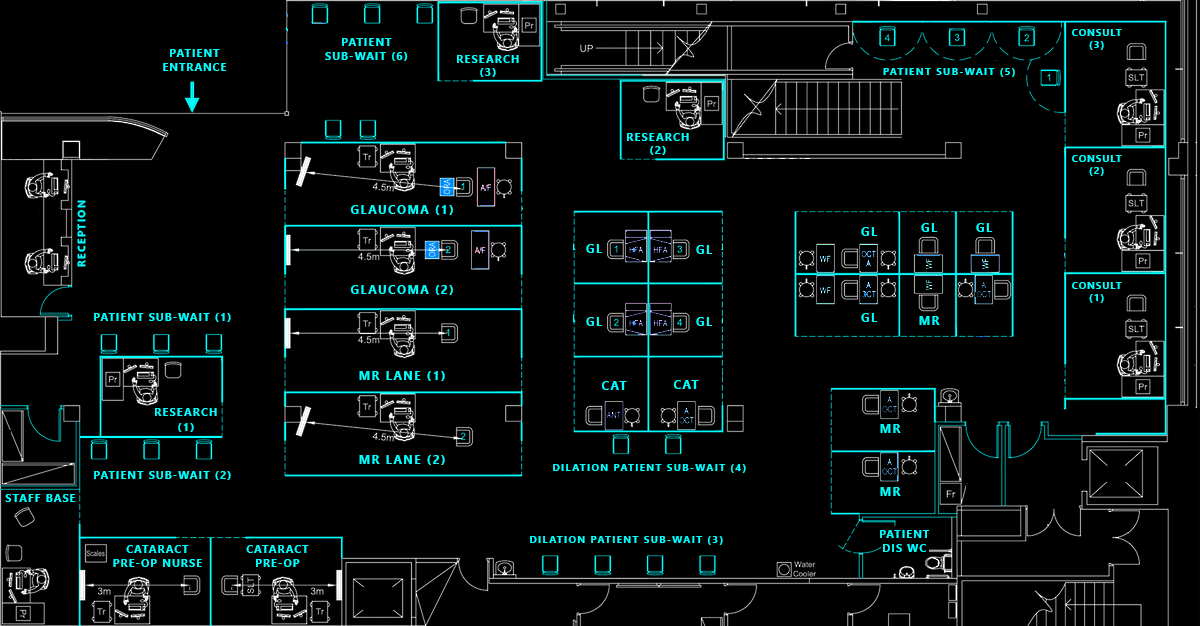 PATIENT
ENTRANCE
PATIENT
SUB-WAIT (6)
Pr
RESEARCH
(3)
UP
4
3
2
1
PATIENT SUB-WAIT (5)
CONSULT
(3)
SLT
Pr
CONSULT
(2)
SLT
Pr
CONSULT
(1)
SLT
Pr
Pr
RESEARCH
(2)
RECEPTION
Tr
4.5m
ORA
1
A/F
GLAUCOMA (1)
Tr
4.5m
ORA
2
A/F
GLAUCOMA (2)
Tr
4.5m
MR LANE (1)
Tr
4.5m
2
MR LANE (2)
GL
1
HFA
HFA
3
GL
GL
2
HFA
HFA
4
GL
CAT
CAT
ANT
A
OCT
DILATION PATIENT SUB-WAIT (4)
GL
GL
GL
WF
OCT
A
WF
WF
WF
A
OCT
WF
A
OCT
GL
MR
A
OCT
MR
A
OCT
MR
Fr
PATIENT
DIS WC
PATIENT SUB-WAIT (1)
Pr
RESEARCH
(1)
PATIENT SUB-WAIT (2)
STAFF BASE
Pr
Scales
CATARACT
PRE-OP NURSE
3m
Tr
CATARACT
PRE-OP
SLT
3m
Tr
DILATION PATIENT SUB-WAIT (3)
Water
Cooler